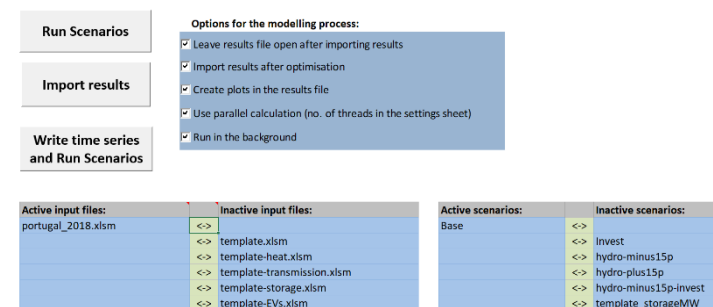 Run Scenarios
Import results
Write time series
and Run Scenarios
Options for the modelling process:
Leave results file open after importing results
Import results after optimisation
Create plots in the results file
Use parallel calculation (no. of threads in the settings sheet)
Run in the background
Active input files: Inactive input files: Active scenarios: Inactive scenarios:
portugal_2018.xlsm <-> Base <->
<-> template.xlsm <-> Invest
<-> template-heat.xlsm <-> hydro-minus15p
<-> template-transmission.xlsm <-> hydro-plus15p
<-> template-storage.xlsm <-> hydro-minus15p-invest
<-> template-EVs.xlsm <-> template_storageMW